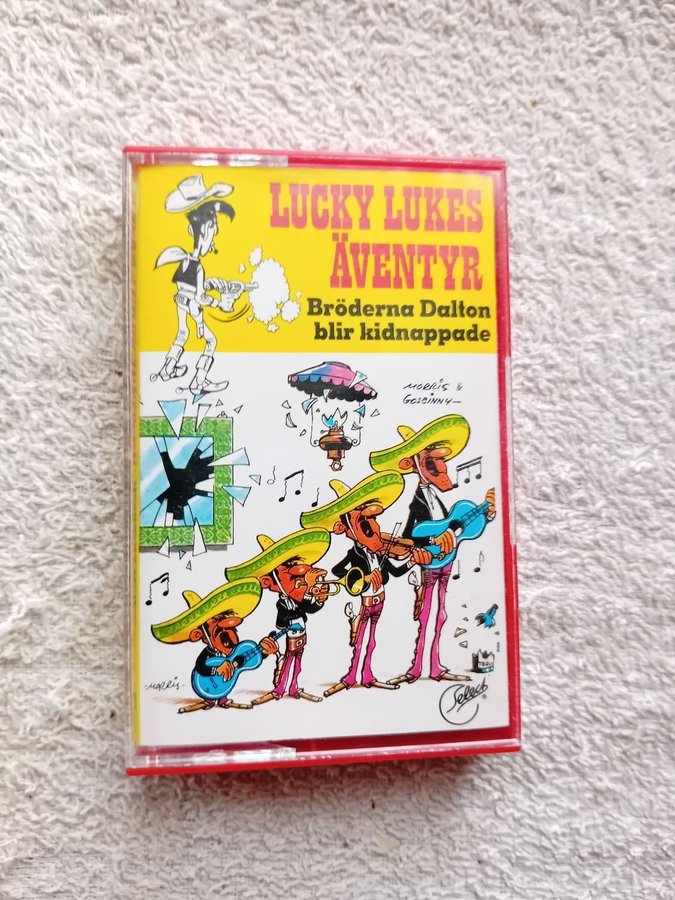 LUCKY LUKES
ÄVENTYR
Bröderna Dalton
blir kidnappade
MORRIS &
GOSCINNY
MORRIS
Select